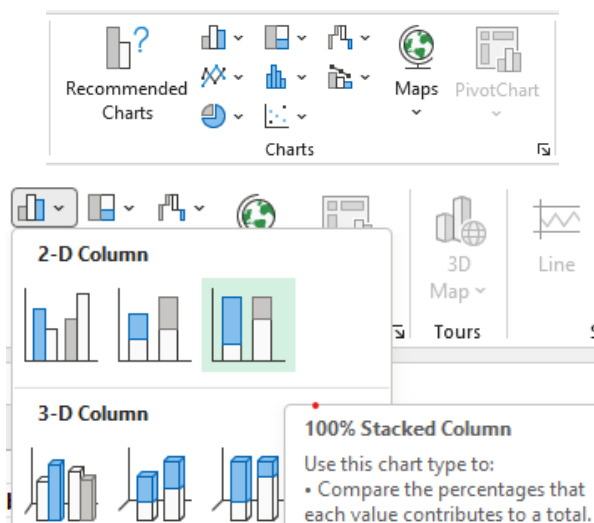 Recommended
Charts
Maps
PivotChart
Charts
2-D Column
3D
Map
Line
Tours
3-D Column
100% Stacked Column
Use this chart type to:
• Compare the percentages that
each value contributes to a total.